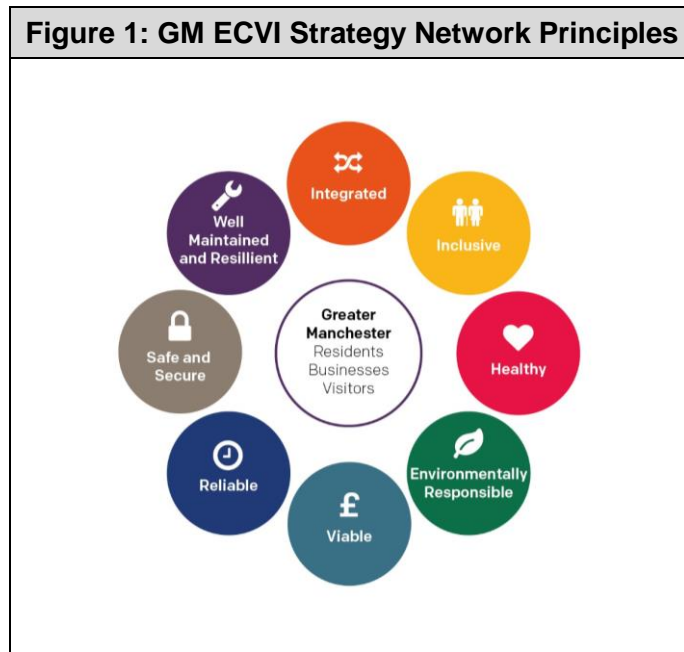 Figure 1: GM ECVI Strategy Network Principles
Integrated
Inclusive
Healthy
Environmentally
Responsible
£
Viable
Reliable
Safe and
Secure
Well
Maintained
and Resillient
Greater
Manchester
Residents
Businesses
Visitors